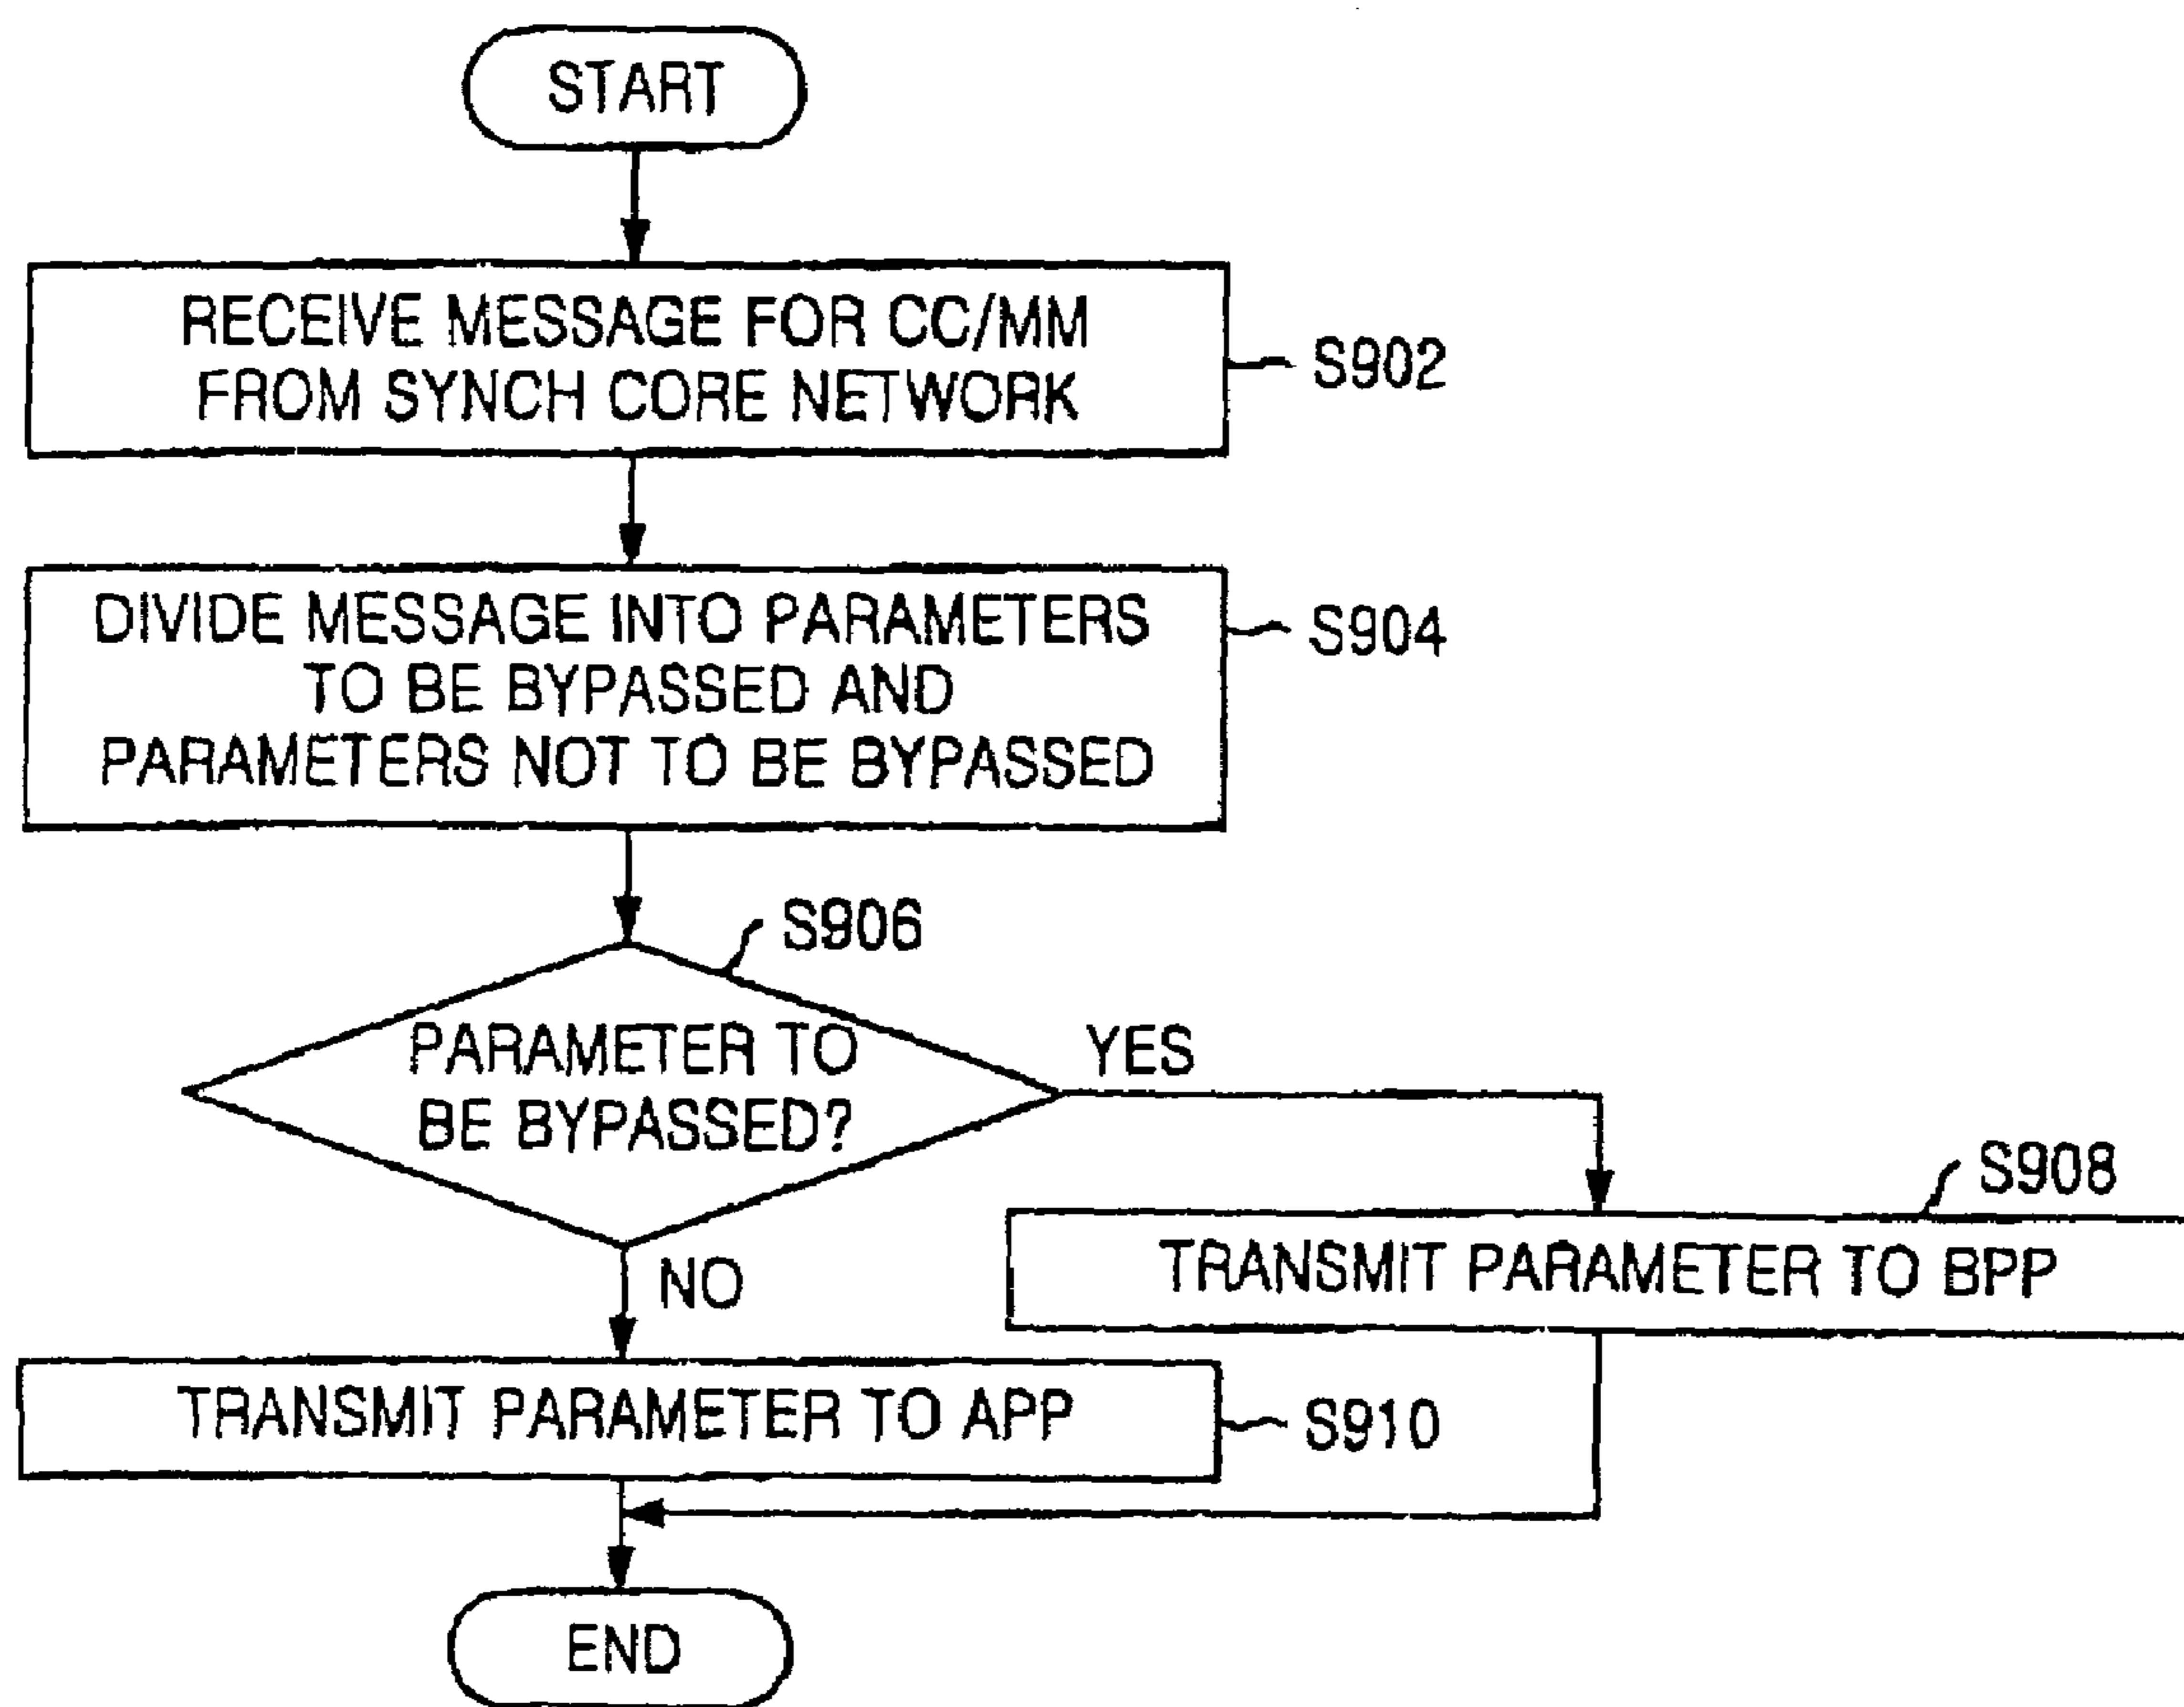 START
RECEIVE MESSAGE FOR CC/MM
FROM SYNCH CORE NETWORK
S902
DIVIDE MESSAGE INTO PARAMETERS
TO BE BYPASSED AND
PARAMETERS NOT TO BE BYPASSED
S904
S906
PARAMETER TO
BE BYPASSED?
YES
S908
TRANSMIT PARAMETER TO BPP
NO
TRANSMIT PARAMETER TO APP
S910
END